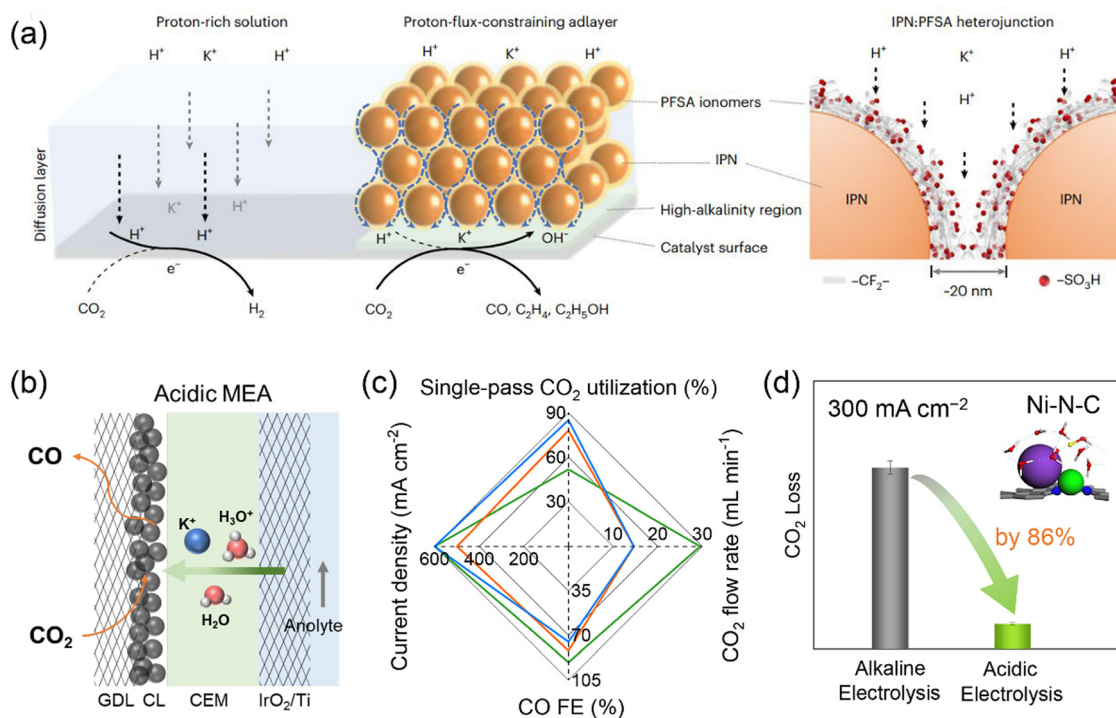 (a)
Proton-rich solution
Proton-flux-constraining adlayer
IPN:PFSA heterojunction
H⁺ K⁺ H⁺
H⁺ K⁺ H⁺
H⁺ K⁺ H⁺
H⁺
PFSA ionomers
IPN
High-alkalinity region
Catalyst surface
Diffusion layer
K⁺ H⁺
H⁺ H⁺
e⁻
CO₂ H₂
H⁺ K⁺ OH⁻
e⁻
CO₂ CO, C₂H₄, C₂H₅OH
IPN IPN
~20 nm
–CF₂– –SO₃H
(b)
Acidic MEA
CO
K⁺ H₃O⁺
H₂O
CO₂
Anolyte
GDL CL CEM IrO₂/Ti
(c)
Single-pass CO₂ utilization (%)
90
60
30
600 400 200
10 20 30
35
70
105
Current density (mA cm⁻²)
CO₂ flow rate (mL min⁻¹)
CO FE (%)
(d)
300 mA cm⁻²
Ni-N-C
CO₂ Loss
by 86%
Alkaline
Electrolysis
Acidic
Electrolysis